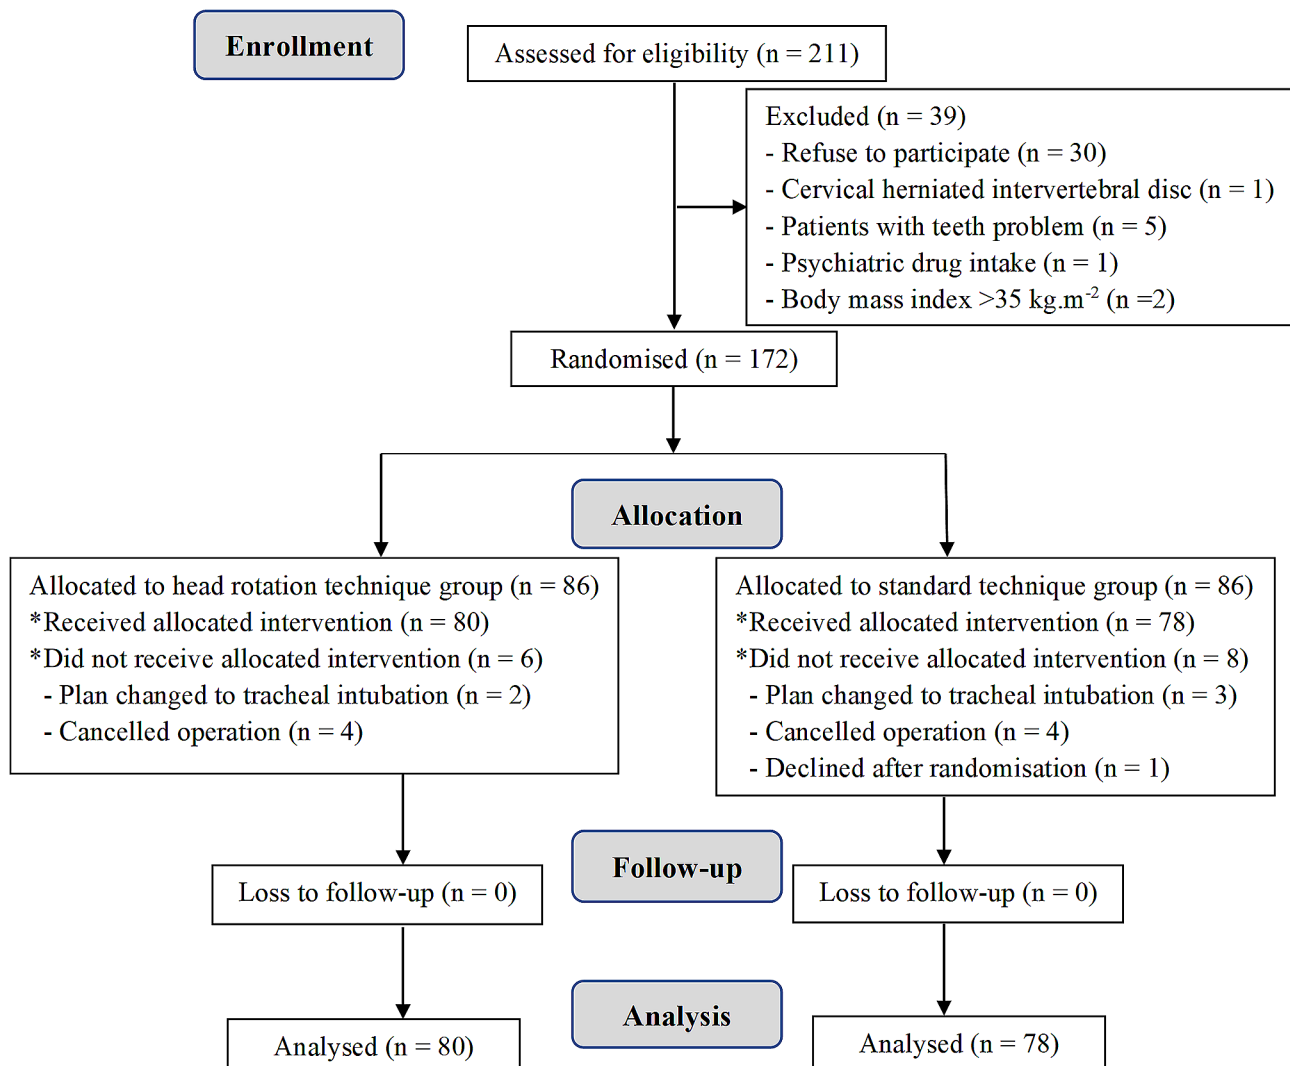 Enrollment
Assessed for eligibility (n = 211)
Excluded (n = 39)
- Refuse to participate (n = 30)
- Cervical herniated intervertebral disc (n = 1)
- Patients with teeth problem (n = 5)
- Psychiatric drug intake (n = 1)
- Body mass index >35 kg.m⁻² (n =2)
Randomised (n = 172)
Allocation
Allocated to head rotation technique group (n = 86)
*Received allocated intervention (n = 80)
*Did not receive allocated intervention (n = 6)
- Plan changed to tracheal intubation (n = 2)
- Cancelled operation (n = 4)
Allocated to standard technique group (n = 86)
*Received allocated intervention (n = 78)
*Did not receive allocated intervention (n = 8)
- Plan changed to tracheal intubation (n = 3)
- Cancelled operation (n = 4)
- Declined after randomisation (n = 1)
Follow-up
Loss to follow-up (n = 0)
Loss to follow-up (n = 0)
Analysis
Analysed (n = 80)
Analysed (n = 78)